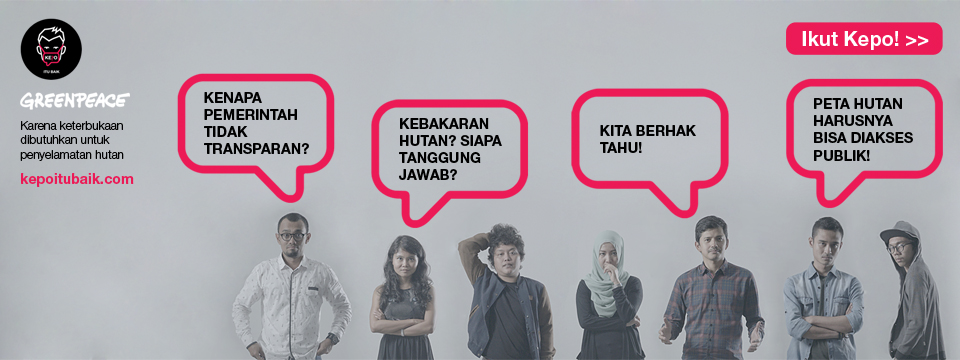 KEPO
ITU BAIK
GREENPEACE
Karena keterbukaan
dibutuhkan untuk
penyelamatan hutan
kepoitubaik.com
KENAPA
PEMERINTAH
TIDAK
TRANSPARAN?
KEBAKARAN
HUTAN? SIAPA
TANGGUNG
JAWAB?
KITA BERHAK
TAHU!
Ikut Kepo! >>
PETA HUTAN
HARUSNYA
BISA DIAKSES
PUBLIK!